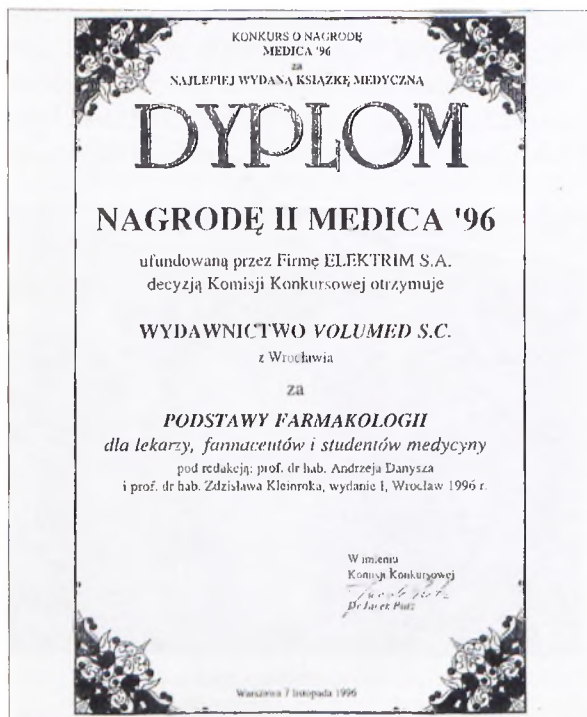 KONKURS O NAGRODĘ
MEDICA '96
za
NAJLEPIEJ WYDANĄ KSIĄŻKĘ MEDYCZNĄ
DYPLOM
NAGRODĘ II MEDICA '96
ufundowaną przez Firmę ELEKTRIM S.A.
decyzją Komisji Konkursowej otrzymuje
WYDAWNICTWO VOLUMED S.C.
z Wrocławia
za
PODSTAWY FARMAKOLOGII
dla lekarzy, farmaceutów i studentów medycyny
pod redakcją: prof. dr hab. Andrzeja Danysza
i prof. dr hab. Zdzisława Kleinroka, wydanie I, Wrocław 1996 r.
W imieniu
Komisji Konkursowej
Dr Jacek
Warszawa 7 listopada 1996